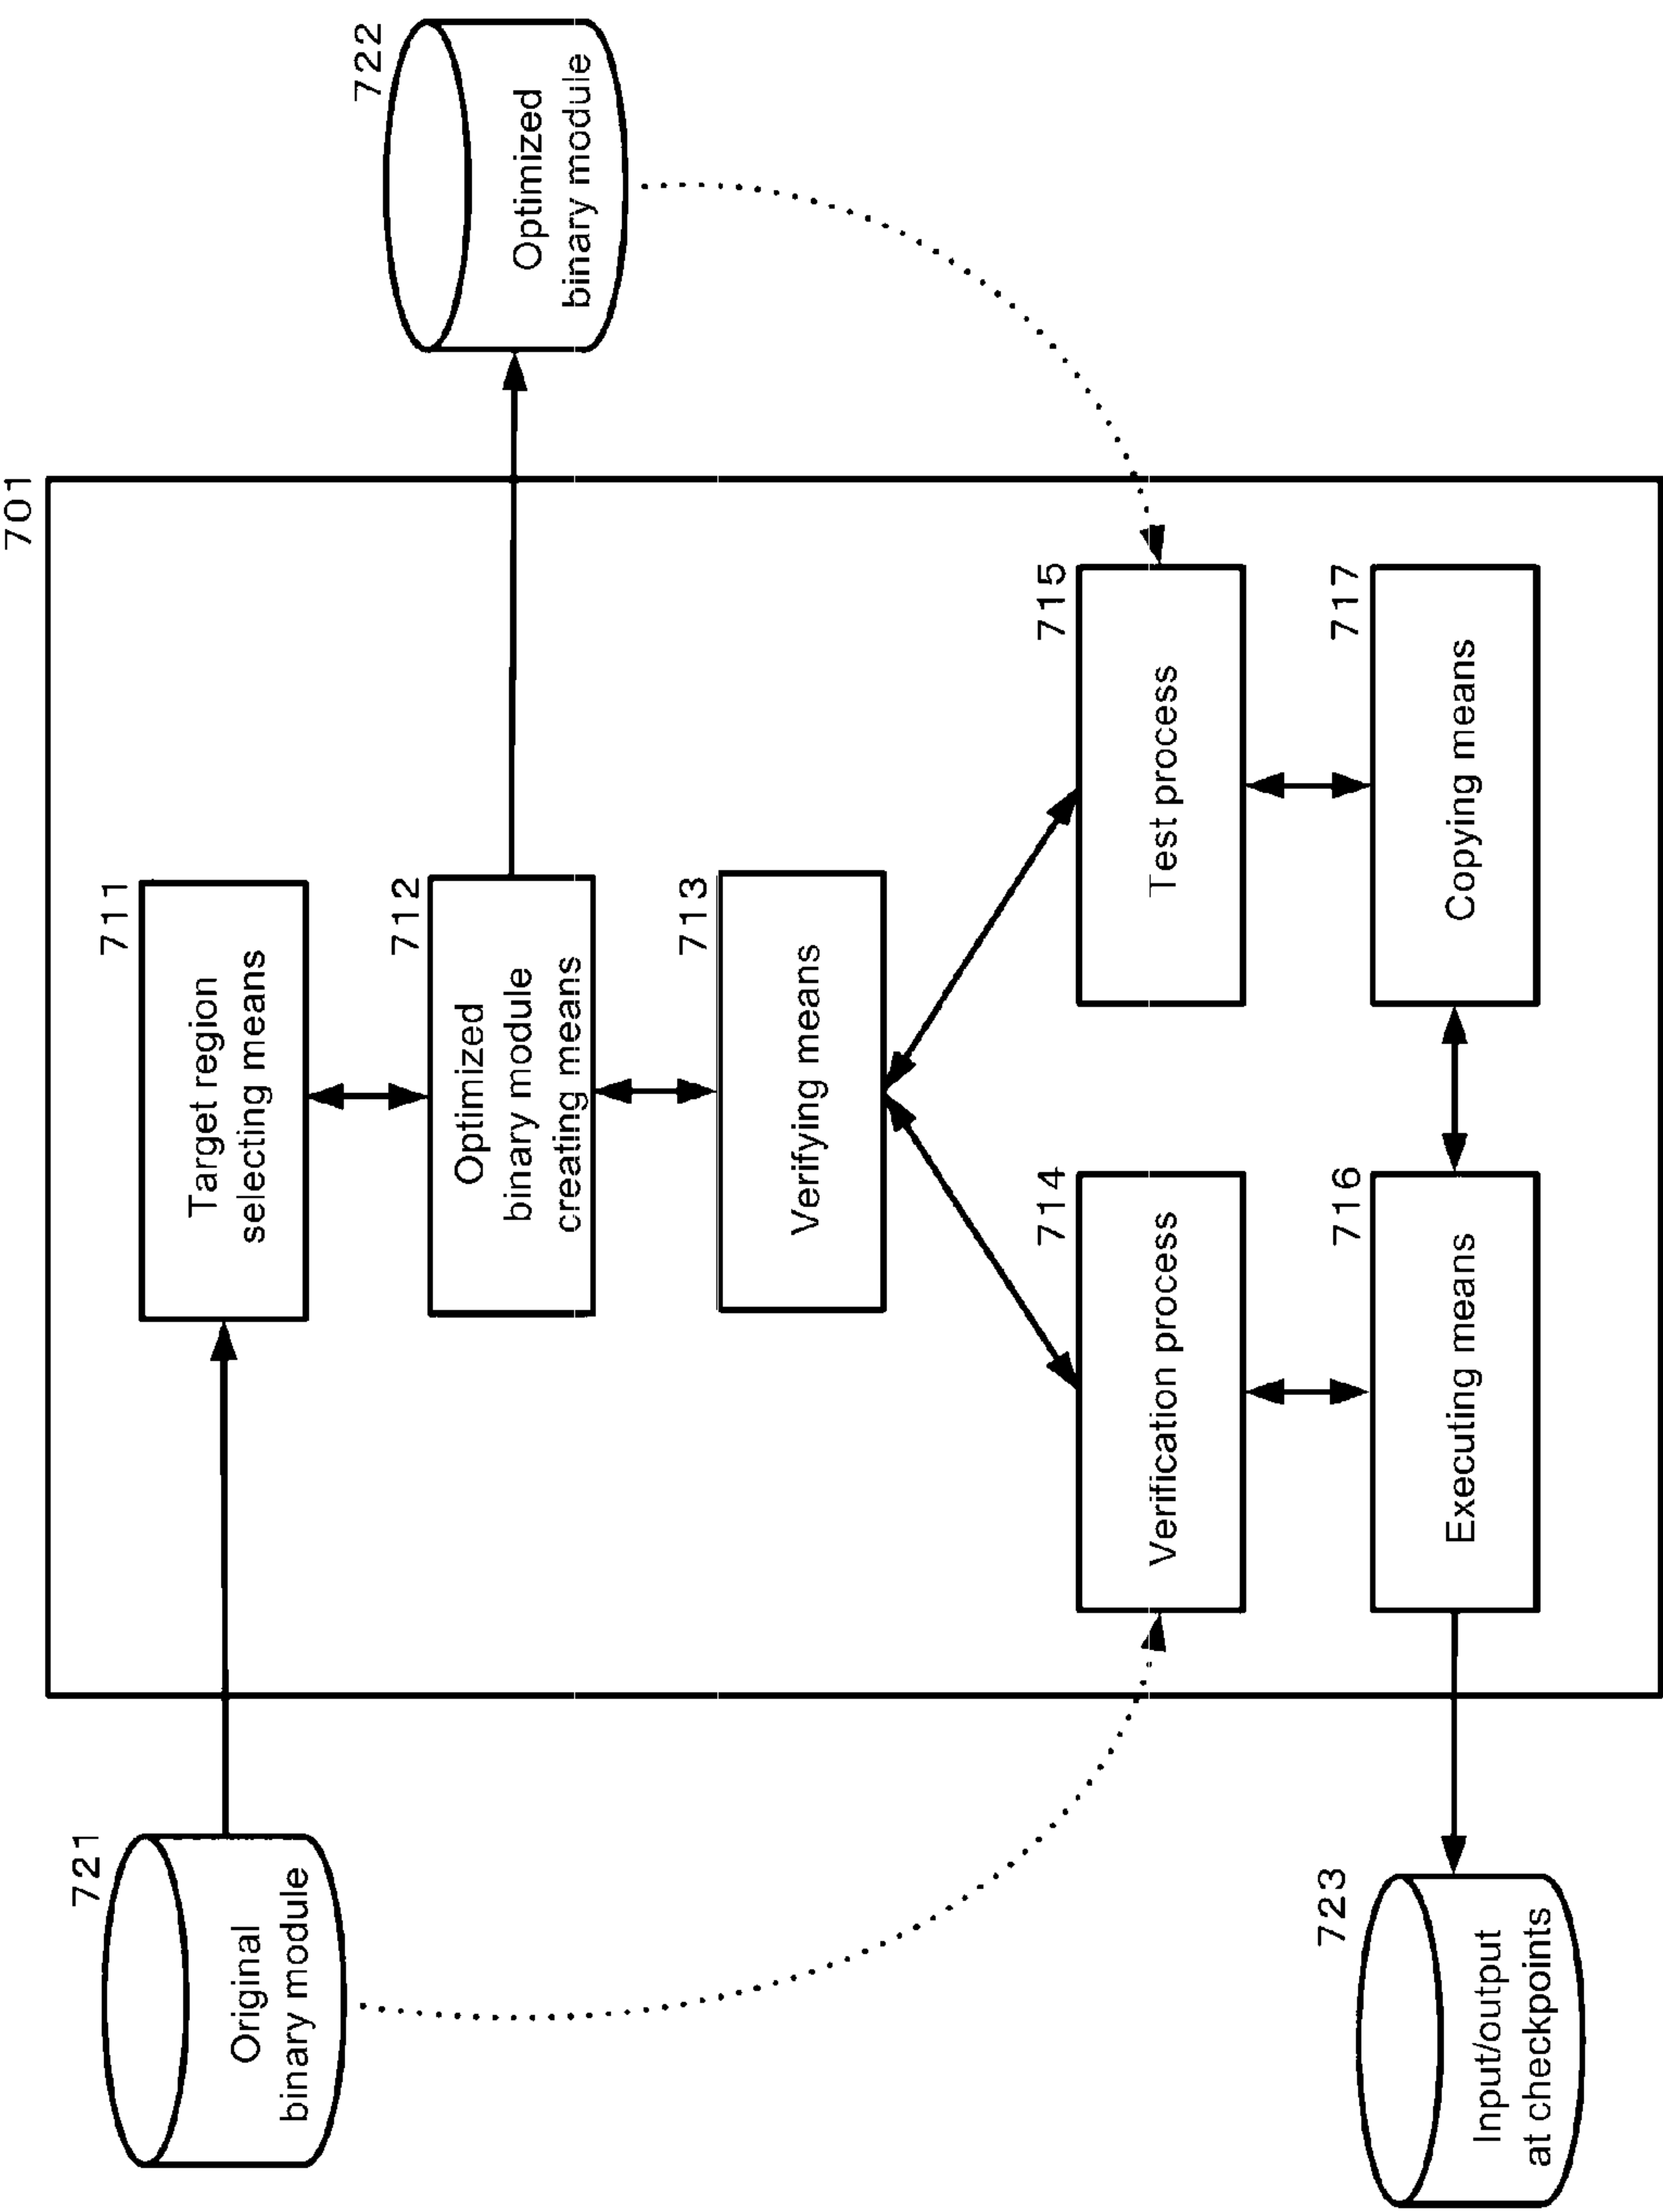 701
721
Original
binary module
711
Target region
selecting means
712
Optimized
binary module
creating means
722
Optimized
binary module
713
Verifying means
714
Verification process
715
Test process
723
Input/output
at checkpoints
716
Executing means
717
Copying means